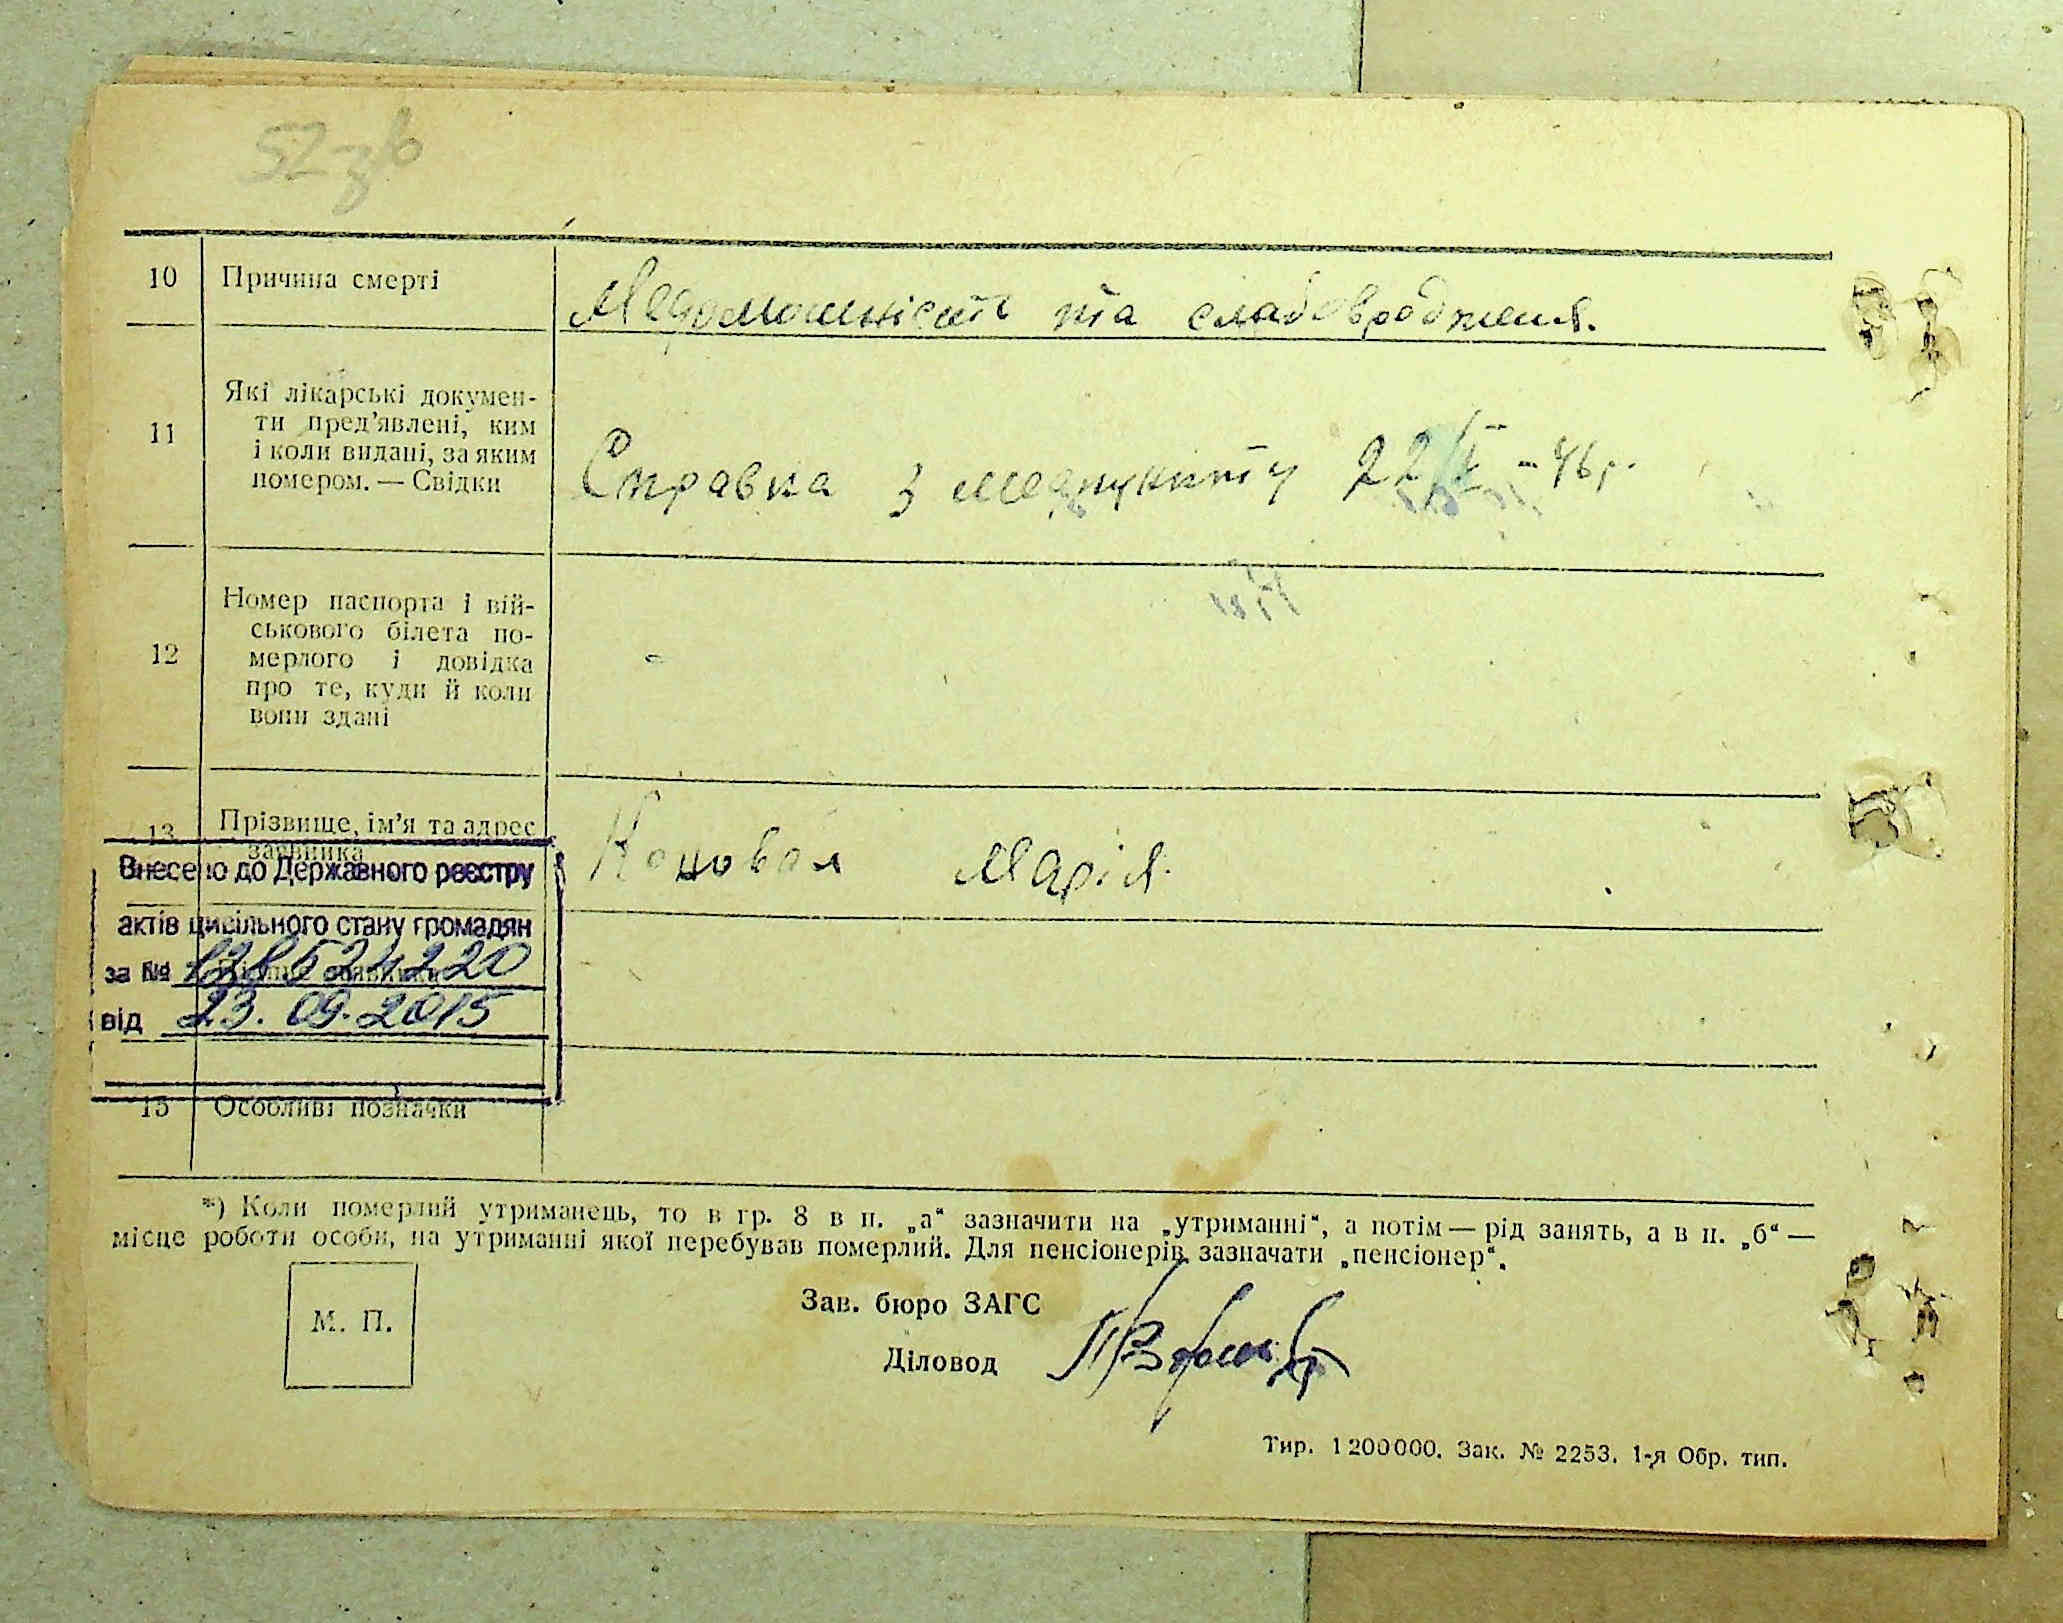 52зв
10 Причина смерті
та слабовродження.
11 Які лікарські докумен-
ти пред'явлені, ким
і коли видані, за яким
номером. — Свідки
Справка з медпункту 22/V - 46 р.
12 Номер паспорта і вій-
ськового білета по-
мерлого і довідка
про те, куди й коли
вони здані
-
13 Прізвище, ім'я та адрес
заявника
Коновал Марія.
Внесено до Державного реєстру
актів цивільного стану громадян
за № 128524220
від 23.09.2015
15 Особливі позначки
*) Коли померлий утриманець, то в гр. 8 в п. „а“ зазначити на „утриманні“, а потім — рід занять, а в п. „б“ —
місце роботи особи, на утриманні якої перебував померлий. Для пенсіонерів зазначати „пенсіонер“.
М. П.
Зав. бюро ЗАГС
Діловод
Тир. 1200000. Зак. № 2253. 1-я Обр. тип.